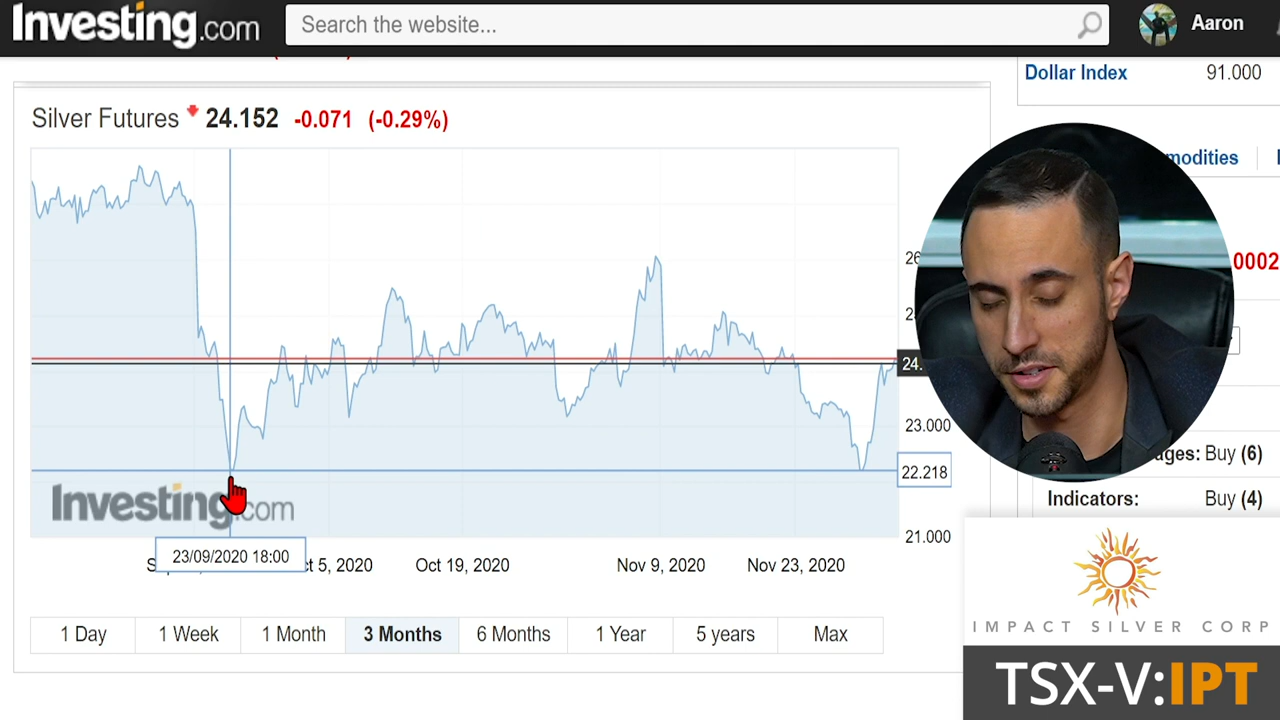 Investing.com
Search the website...
Aaron
Dollar Index 91.000
Silver Futures 24.152 -0.071 (-0.29%)
modities
0002
24.
23.000
22.218
21.000
Investing.com
23/09/2020 18:00
t 5, 2020
Oct 19, 2020
Nov 9, 2020
Nov 23, 2020
ages: Buy (6)
Indicators: Buy (4)
1 Day
1 Week
1 Month
3 Months
6 Months
1 Year
5 years
Max
IMPACT SILVER CORP
TSX-V:IPT